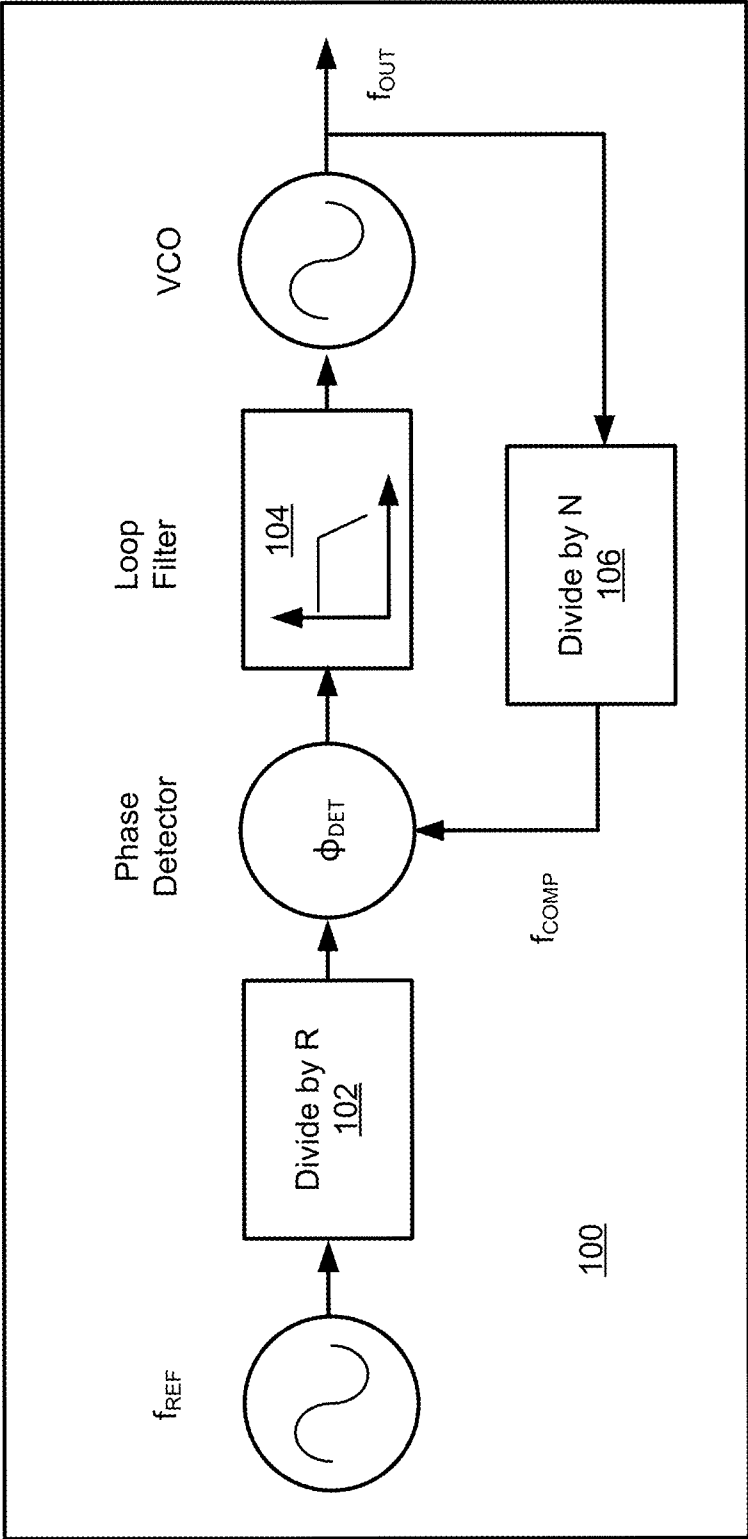 f_REF
Phase
Detector
Loop
Filter
VCO
Divide by R
102
ϕ_DET
104
f_OUT
f_COMP
Divide by N
106
100